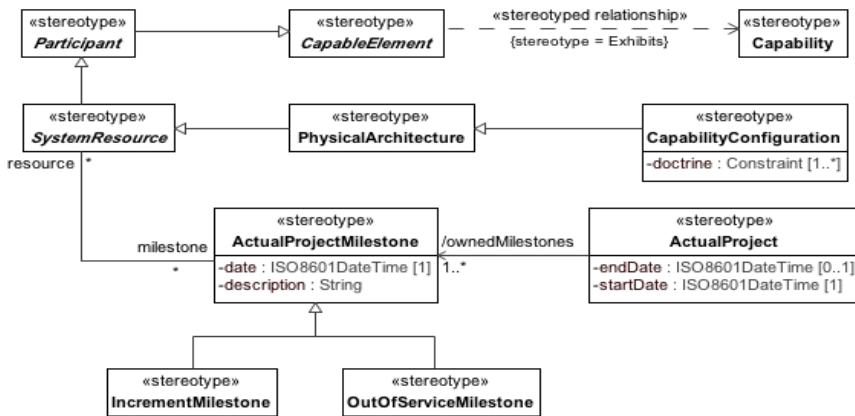 «stereotype»
Participant
«stereotype»
CapableElement
«stereotyped relationship»
{stereotype = Exhibits}
«stereotype»
Capability
«stereotype»
SystemResource
«stereotype»
PhysicalArchitecture
«stereotype»
CapabilityConfiguration
-doctrine : Constraint [1..*]
resource
*
milestone
*
«stereotype»
ActualProjectMilestone
-date : ISO8601DateTime [1]
-description : String
/ownedMilestones
1..*
«stereotype»
ActualProject
-endDate : ISO8601DateTime [0..1]
-startDate : ISO8601DateTime [1]
«stereotype»
IncrementMilestone
«stereotype»
OutOfServiceMilestone